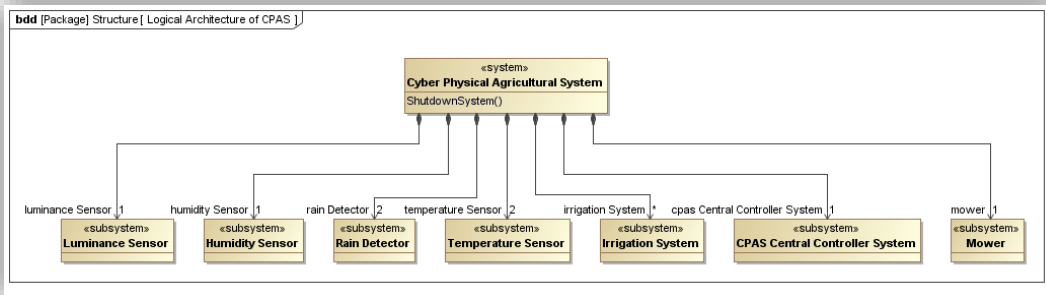 bdd [Package] Structure [ Logical Architecture of CPAS ]
«system»
Cyber Physical Agricultural System
ShutdownSystem()
luminance Sensor 1
humidity Sensor 1
rain Detector 2
temperature Sensor 2
irrigation System *
cpas Central Controller System 1
mower 1
«subsystem»
Luminance Sensor
«subsystem»
Humidity Sensor
«subsystem»
Rain Detector
«subsystem»
Temperature Sensor
«subsystem»
Irrigation System
«subsystem»
CPAS Central Controller System
«subsystem»
Mower